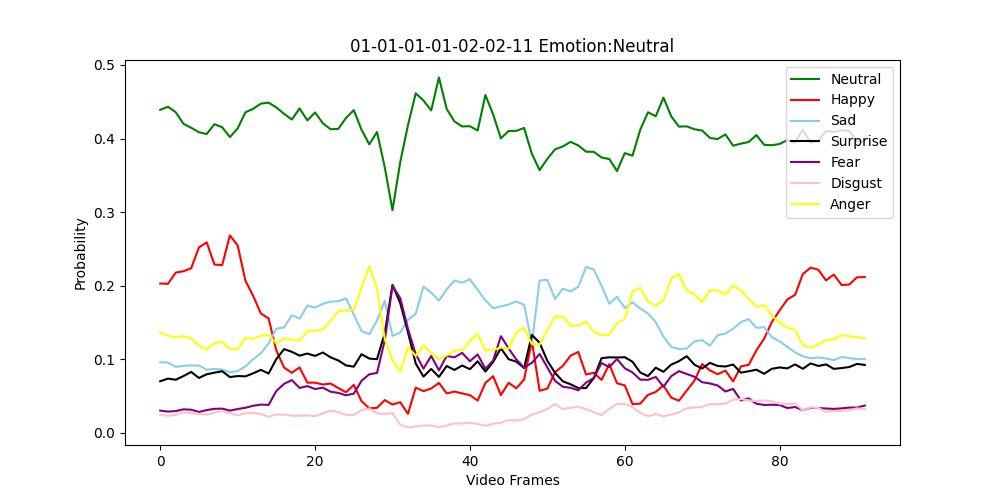 01-01-01-01-02-02-11 Emotion:Neutral
Probability
0.5
0.4
0.3
0.2
0.1
0.0
0
20
40
60
80
Video Frames
Neutral
Happy
Sad
Surprise
Fear
Disgust
Anger